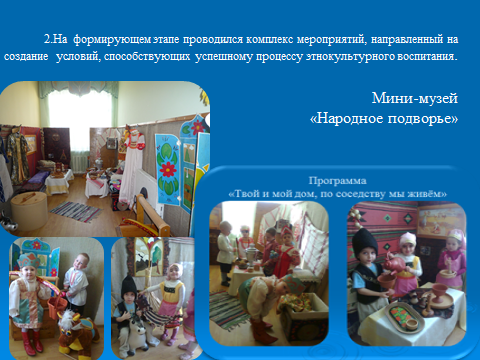 2.На формирующем этапе проводился комплекс мероприятий, направленный на
создание условий, способствующих успешному процессу этнокультурного воспитания.
Мини-музей
«Народное подворье»
Программа
«Твой и мой дом, по соседству мы живём»